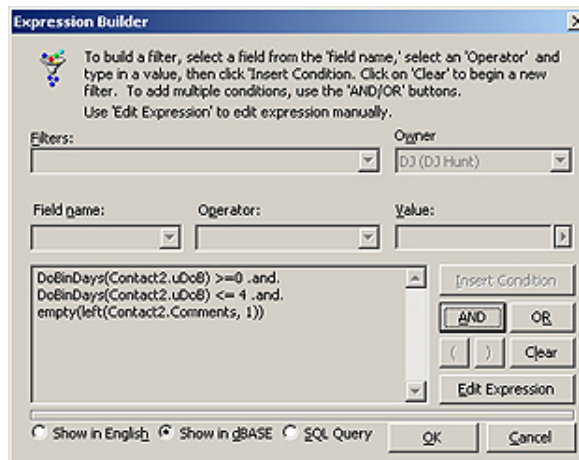 Expression Builder
To build a filter, select a field from the 'field name,' select an 'Operator' and
type in a value, then click 'Insert Condition. Click on 'Clear' to begin a new
filter. To add multiple conditions, use the 'AND/OR' buttons.
Use 'Edit Expression' to edit expression manually.
Filters:
Owner
DJ (DJ Hunt)
Field name:
Operator:
Value:
DoBinDays(Contact2.uDoB) >=0 .and.
DoBinDays(Contact2.uDoB) <= 4 .and.
empty(left(Contact2.Comments, 1))
Insert Condition
AND
OR
(
)
Clear
Edit Expression
Show in English
Show in dBASE
SQL Query
OK
Cancel